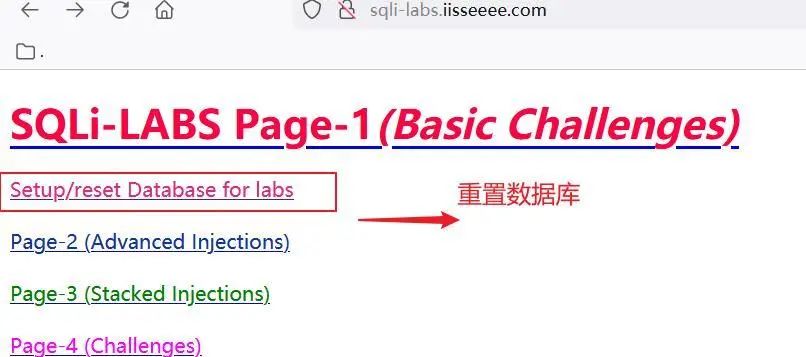 sqli-labs.iisseeee.com
.
SQLi-LABS Page-1(Basic Challenges)
Setup/reset Database for labs
重置数据库
Page-2 (Advanced Injections)
Page-3 (Stacked Injections)
Page-4 (Challenges)